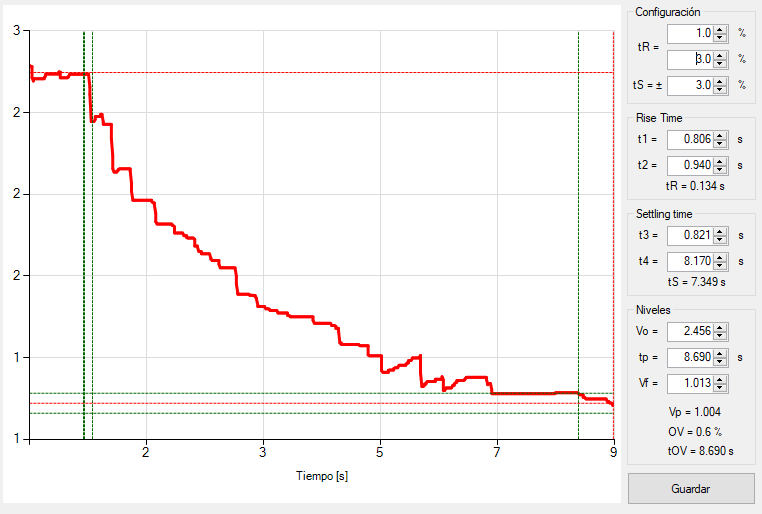 3
2
2
2
1
1
2
3
5
7
9
Tiempo [s]
Configuración
tR =
1.0 %
3.0 %
tS = ± 3.0 %
Rise Time
t1 = 0.806 s
t2 = 0.940 s
tR = 0.134 s
Settling time
t3 = 0.821 s
t4 = 8.170 s
tS = 7.349 s
Niveles
Vo = 2.456
tp = 8.690 s
Vf = 1.013
Vp = 1.004
OV = 0.6 %
tOV = 8.690 s
Guardar